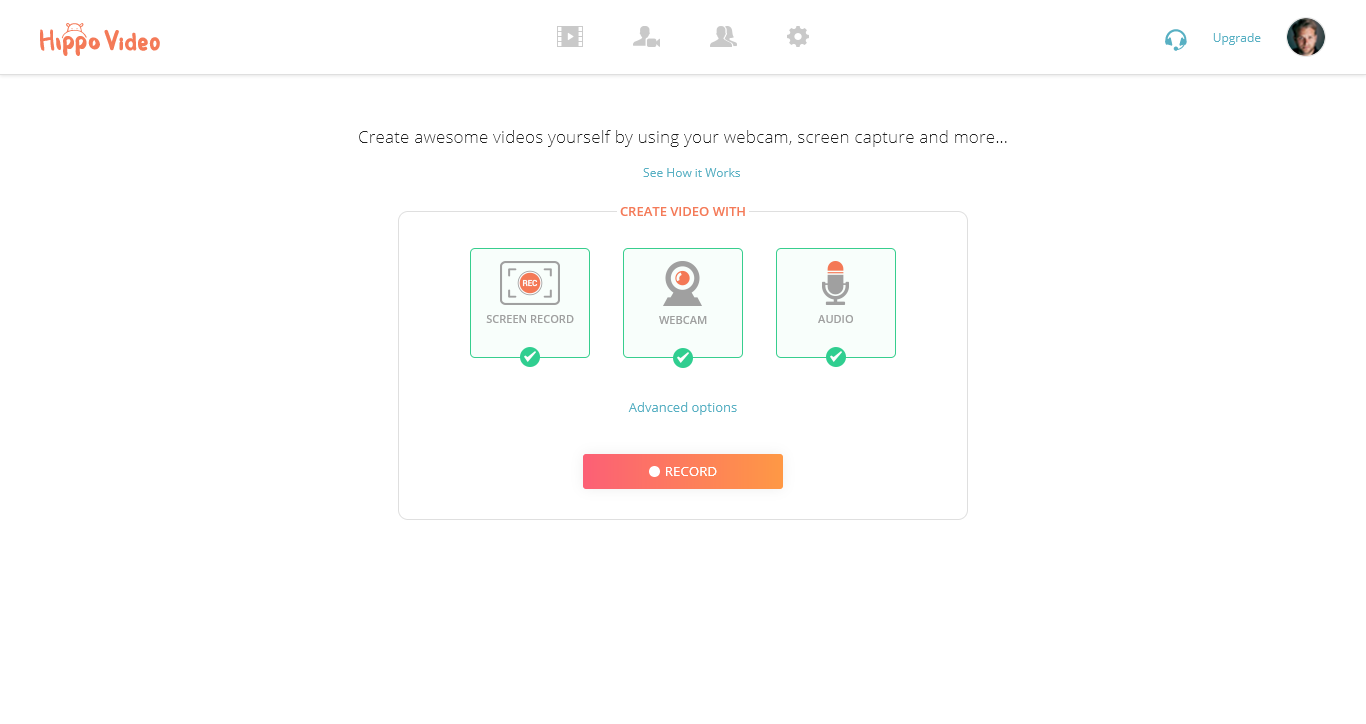 Hippo Video
Upgrade
Create awesome videos yourself by using your webcam, screen capture and more...
See How it Works
CREATE VIDEO WITH
REC
SCREEN RECORD
WEBCAM
AUDIO
Advanced options
RECORD